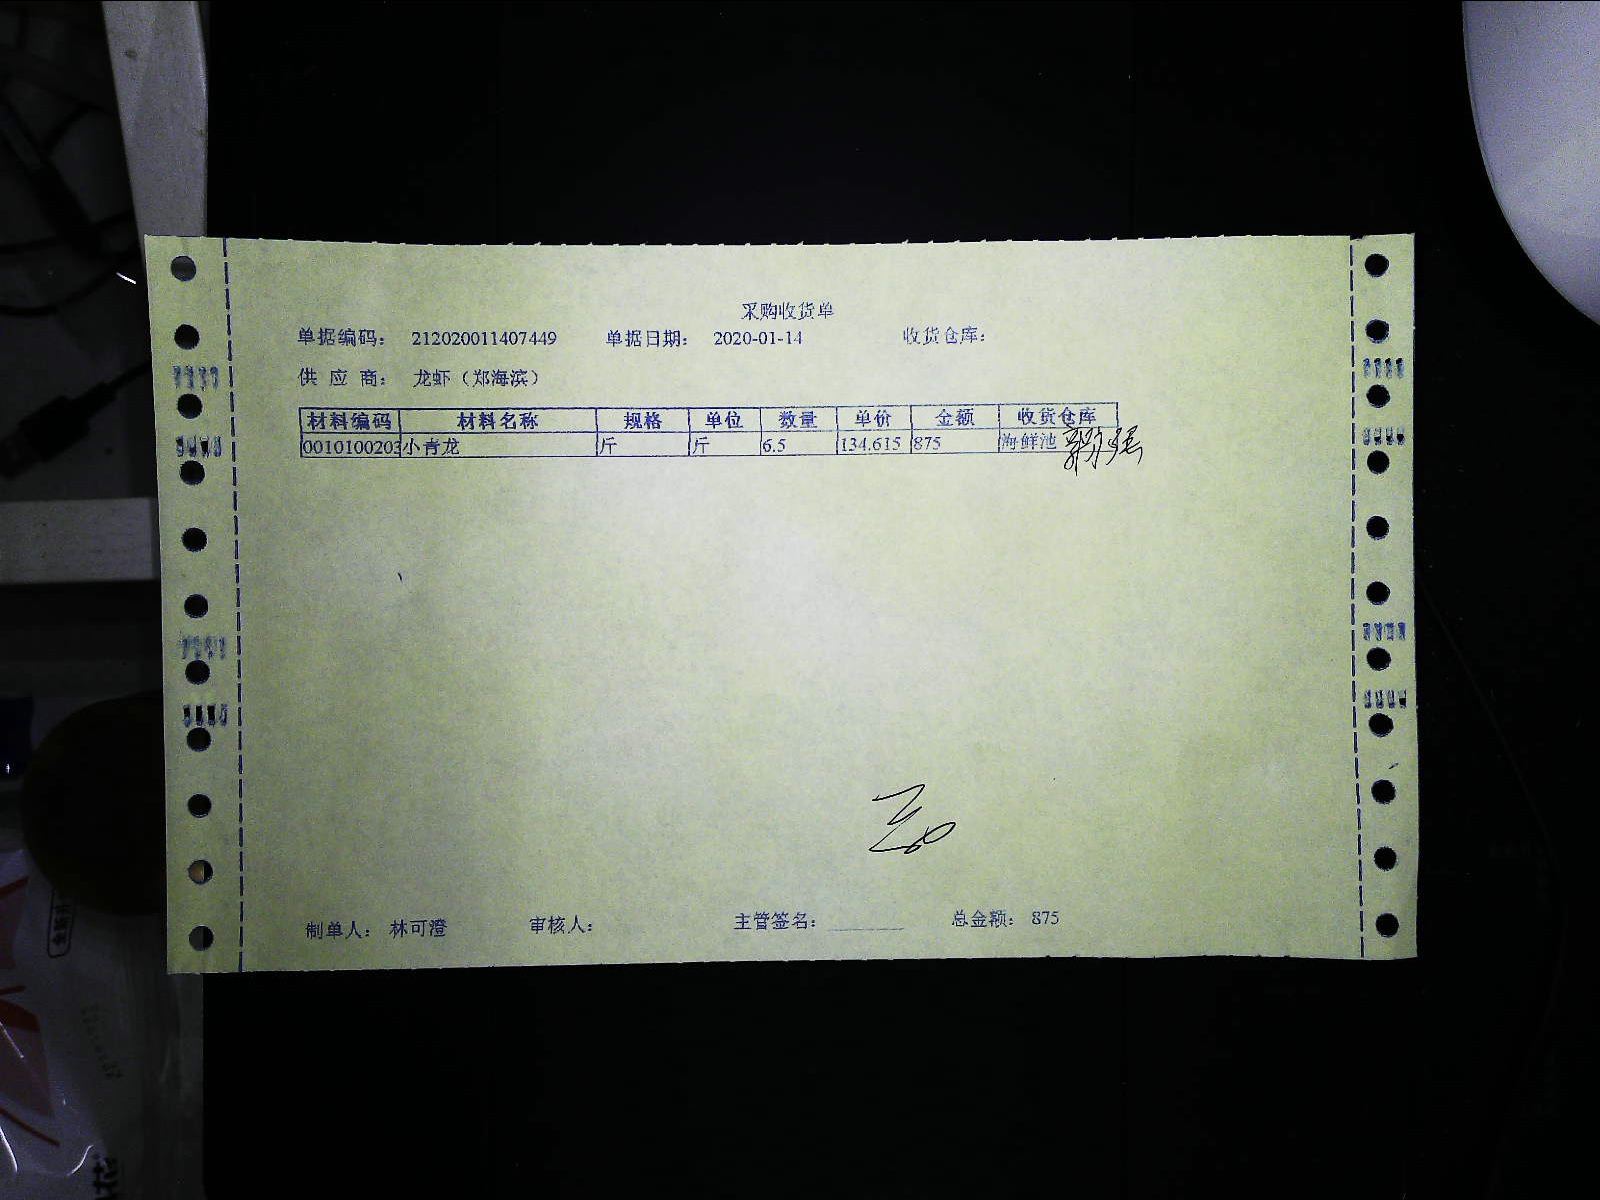 采购收货单
单据编码: 212020011407449 单据日期: 2020-01-14 收货仓库:
供应商: 龙虾(郑海滨)
材料编码 材料名称 规格 单位 数量 单价 金额 收货仓库
0010100203 小青龙 斤 斤 6.5 134.615 875 海鲜池
制单人: 林可澄 审核人: 主管签名: 总金额: 875